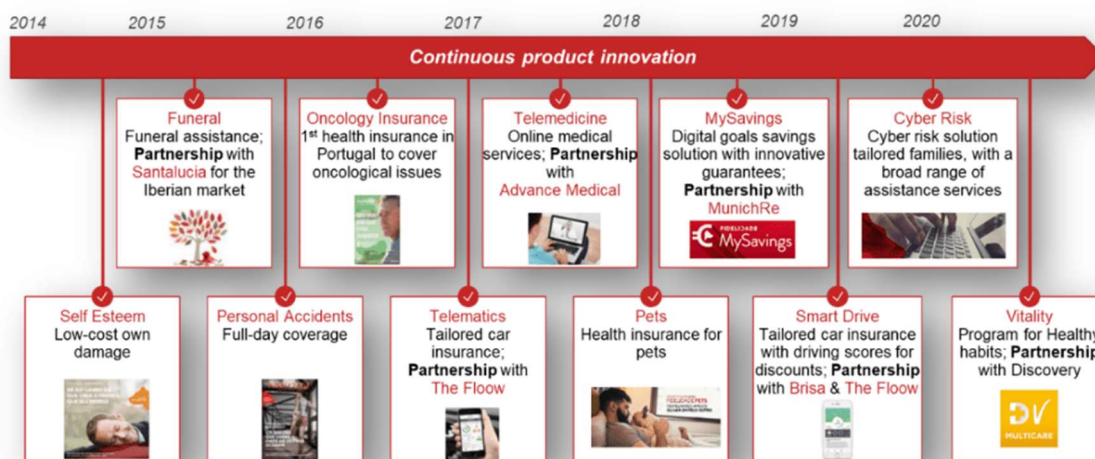 2014 2015 2016 2017 2018 2019 2020
Continuous product innovation
Funeral
Funeral assistance;
Partnership with
Santalucia for the
Iberian market
Oncology Insurance
1st health insurance in
Portugal to cover
oncological issues
Telemedicine
Online medical
services; Partnership
with
Advance Medical
MySavings
Digital goals savings
solution with innovative
guarantees;
Partnership with
MunichRe
FIDELIDADE
MySavings
Cyber Risk
Cyber risk solution
tailored families, with a
broad range of
assistance services
Self Esteem
Low-cost own
damage
Personal Accidents
Full-day coverage
Telematics
Tailored car
insurance;
Partnership with
The Floow
Pets
Health insurance for
pets
FIDELIDADE PETS
Smart Drive
Tailored car insurance
with driving scores for
discounts; Partnership
with Brisa & The Floow
Vitality
Program for Healthy
habits; Partnership
with Discovery
DV
MULTICARE